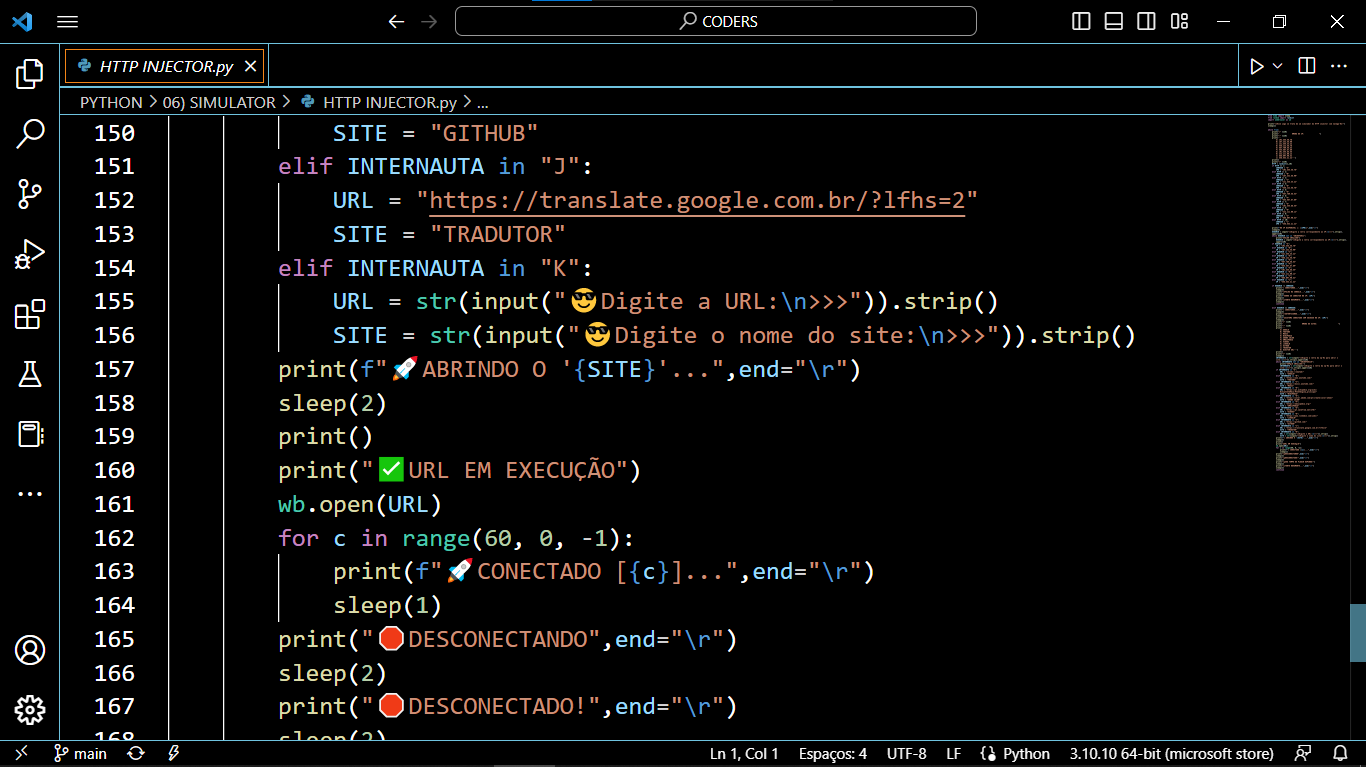 CODERS
HTTP INJECTOR.py
PYTHON > 06) SIMULATOR > HTTP INJECTOR.py > ...
150 SITE = "GITHUB"
151 elif INTERNAUTA in "J":
152 URL = "https://translate.google.com.br/?lfhs=2"
153 SITE = "TRADUTOR"
154 elif INTERNAUTA in "K":
155 URL = str(input("😎Digite a URL:\n>>>")).strip()
156 SITE = str(input("😎Digite o nome do site:\n>>>")).strip()
157 print(f"🚀ABRINDO O '{SITE}'...",end="\r")
158 sleep(2)
159 print()
160 print("✅URL EM EXECUÇÃO")
161 wb.open(URL)
162 for c in range(60, 0, -1):
163 print(f"🚀CONECTADO [{c}]...",end="\r")
164 sleep(1)
165 print("🛑DESCONECTANDO",end="\r")
166 sleep(2)
167 print("🛑DESCONECTADO!",end="\r")
168 sleep(2)
main Ln 1, Col 1 Espaços: 4 UTF-8 LF Python 3.10.10 64-bit (microsoft store)